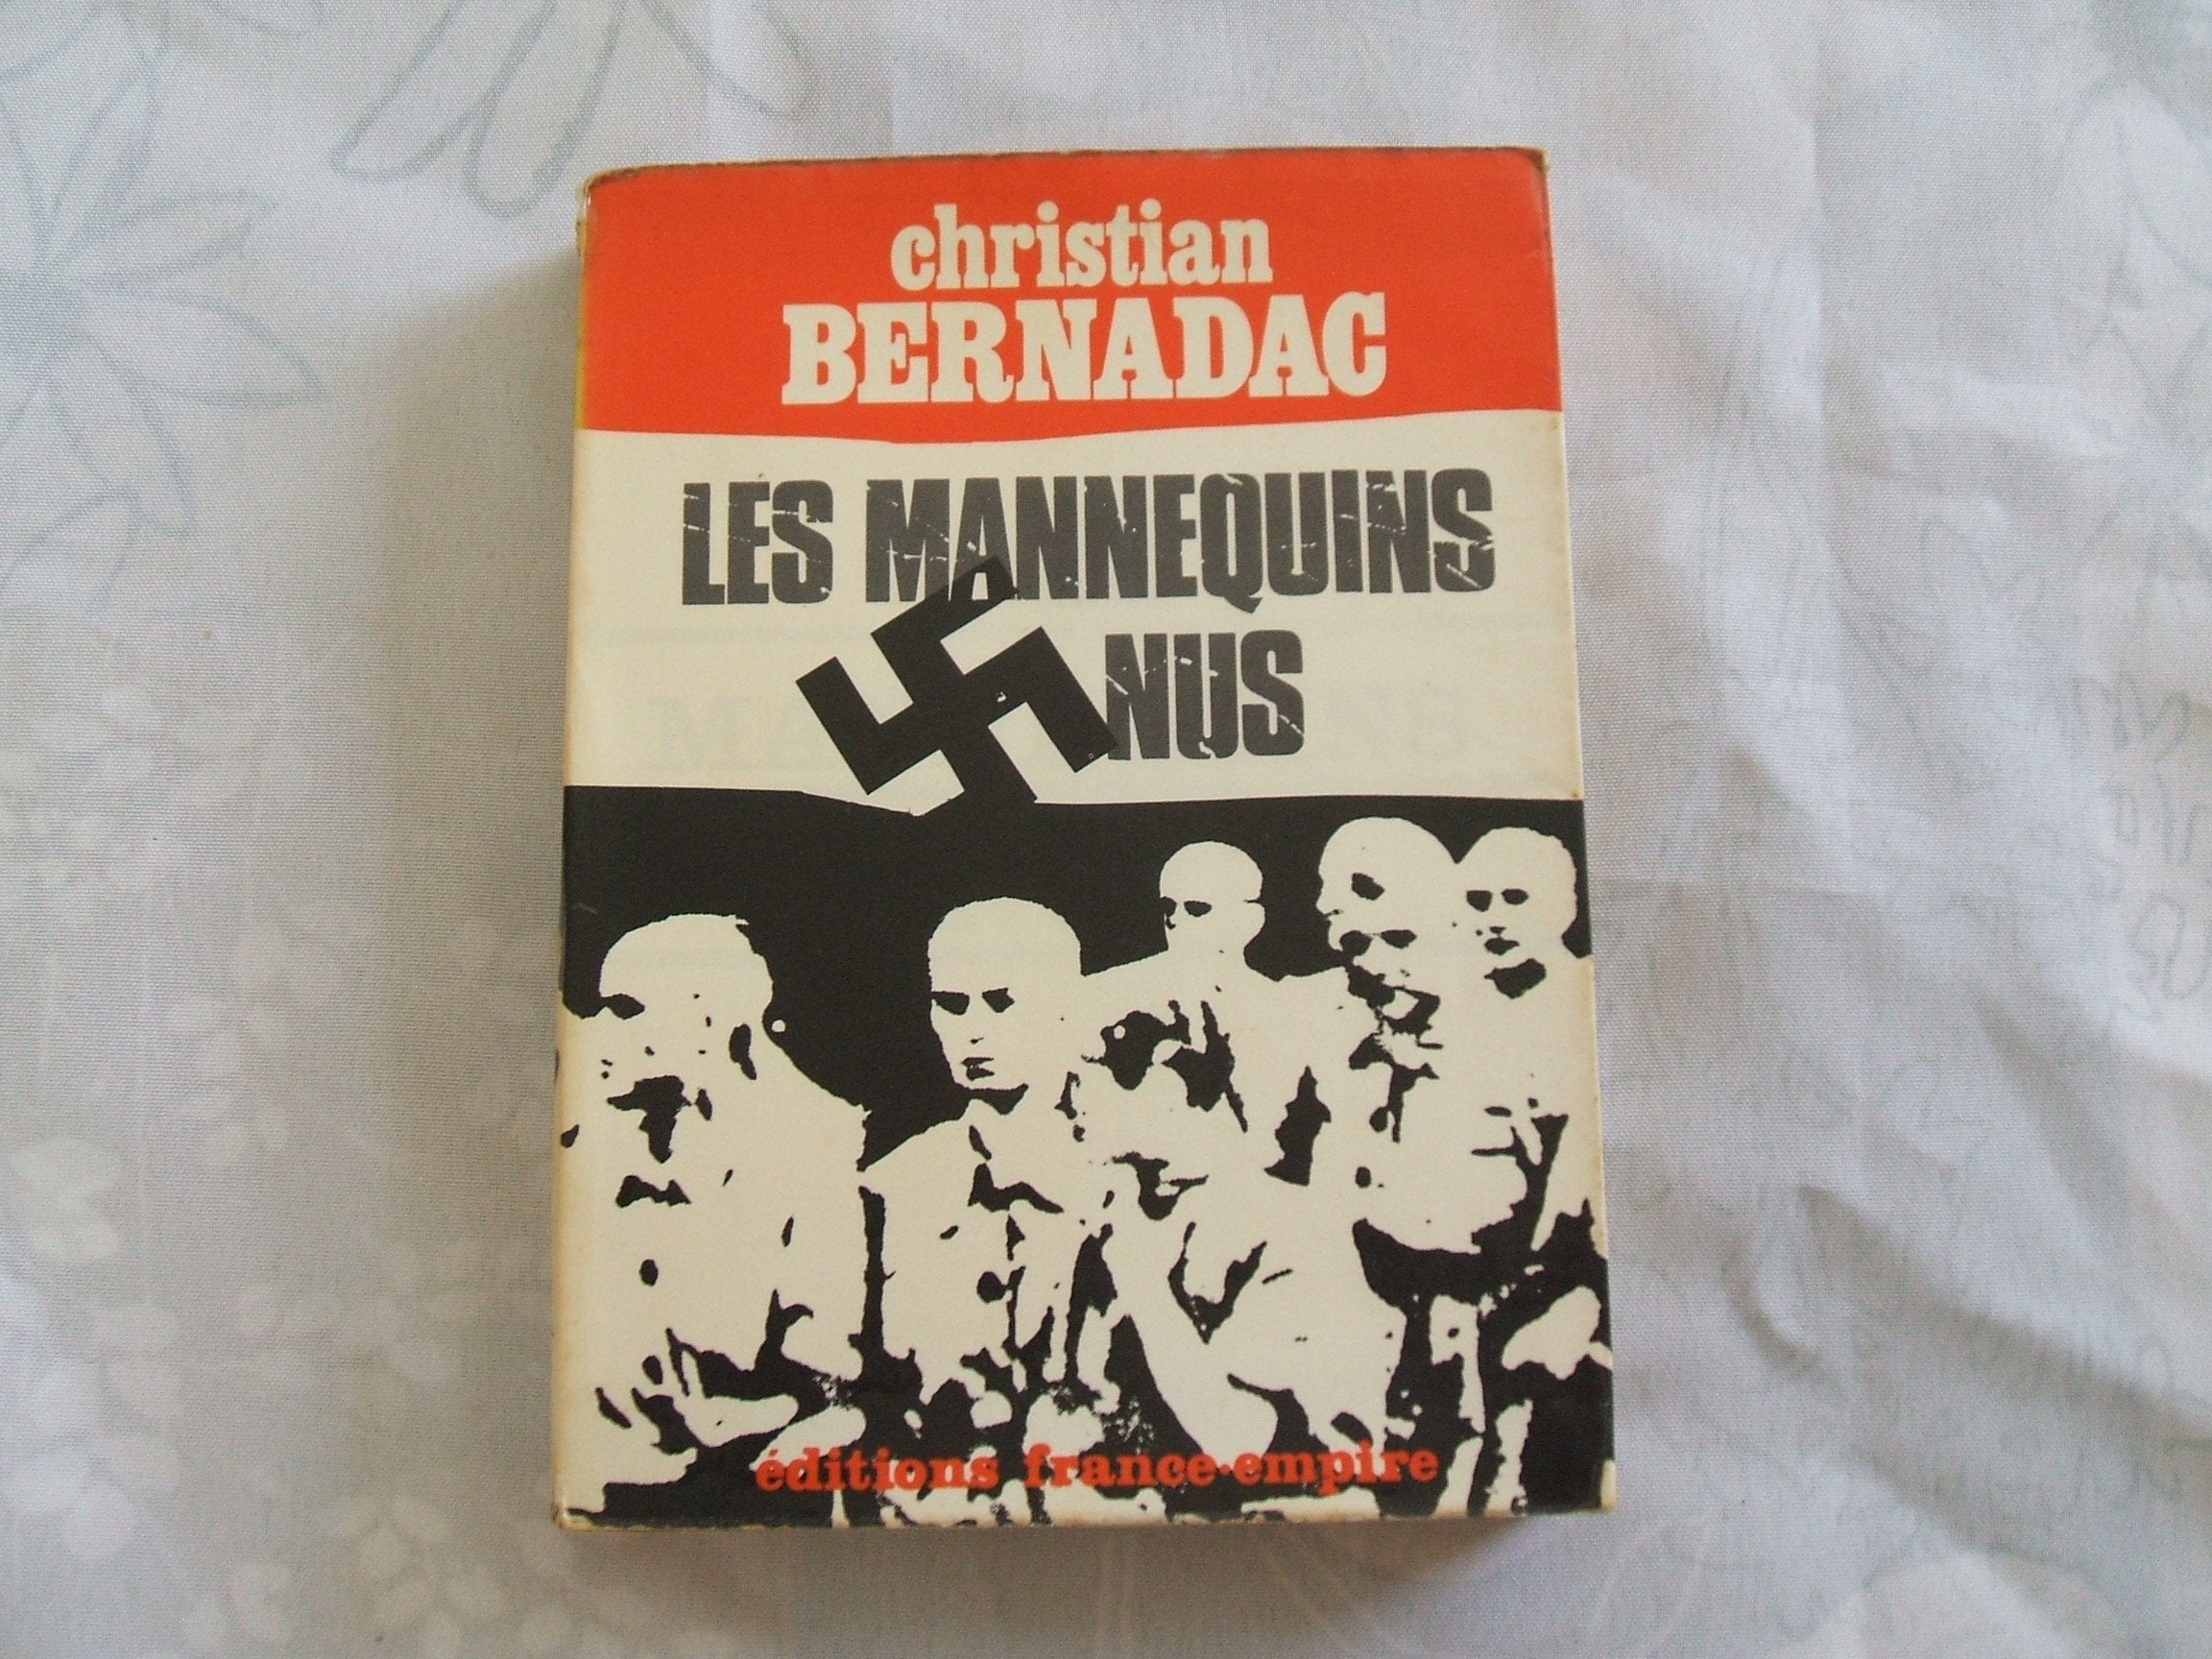 christian
BERNADAC
LES MANNEQUINS
NUS
éditions france-empire